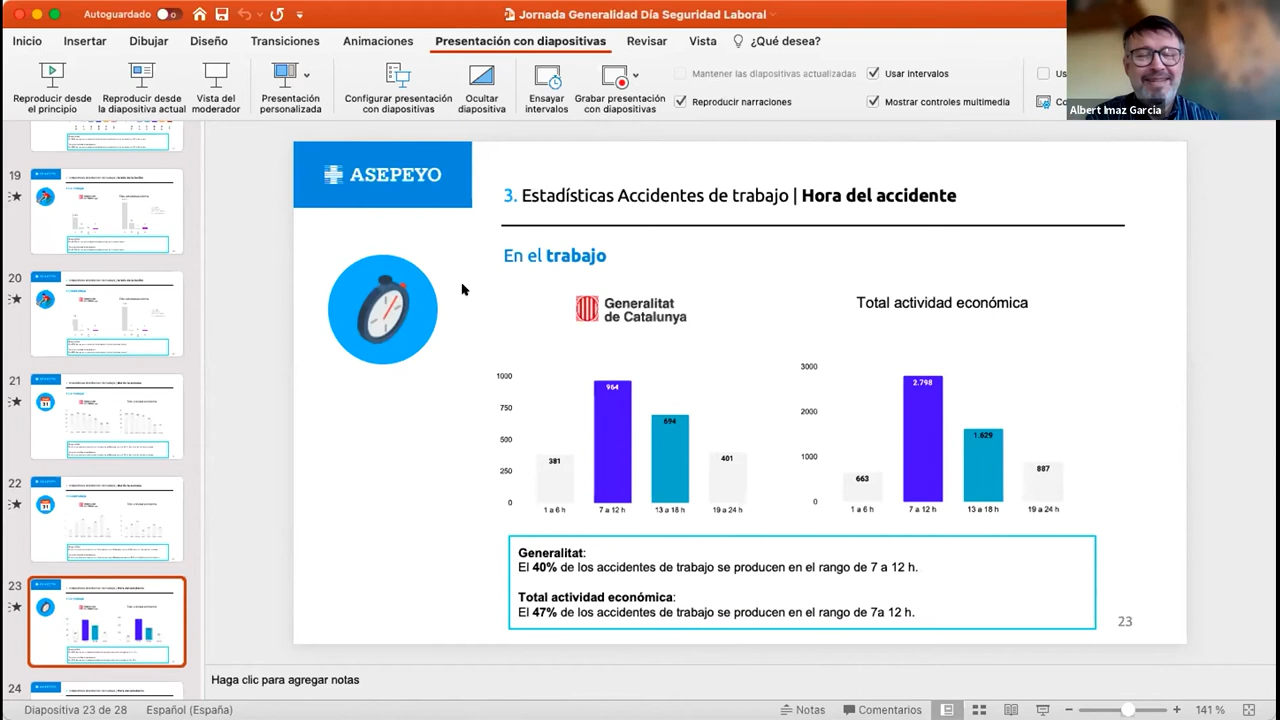 Autoguardado
Jornada Generalidad Día Seguridad Laboral
Inicio
Insertar
Dibujar
Diseño
Transiciones
Animaciones
Presentación con diapositivas
Revisar
Vista
¿Qué desea?
Reproducir desde
el principio
Reproducir desde
la diapositiva actual
Vista del
moderador
Presentación
personalizada
Configurar presentación
con diapositivas
Ocultar
diapositiva
Ensayar
intervalos
Grabar presentación
con diapositivas
Mantener las diapositivas actualizadas
Reproducir narraciones
Usar intervalos
Mostrar controles multimedia
Albert Imaz Garcia
19
20
21
22
23
24
ASEPEYO
3. Estadísticas Accidentes de trabajo | Hora del accidente
En el trabajo
Generalitat
de Catalunya
1000
750
500
250
0
381
964
694
401
1 a 6 h
7 a 12 h
13 a 18 h
19 a 24 h
Total actividad económica
3000
2000
1000
0
663
2.798
1.629
887
1 a 6 h
7 a 12 h
13 a 18 h
19 a 24 h
Generalitat:
El 40% de los accidentes de trabajo se producen en el rango de 7 a 12 h.
Total actividad económica:
El 47% de los accidentes de trabajo se producen en el rango de 7a 12 h.
23
Haga clic para agregar notas
Diapositiva 23 de 28
Español (España)
Notas
Comentarios
141 %